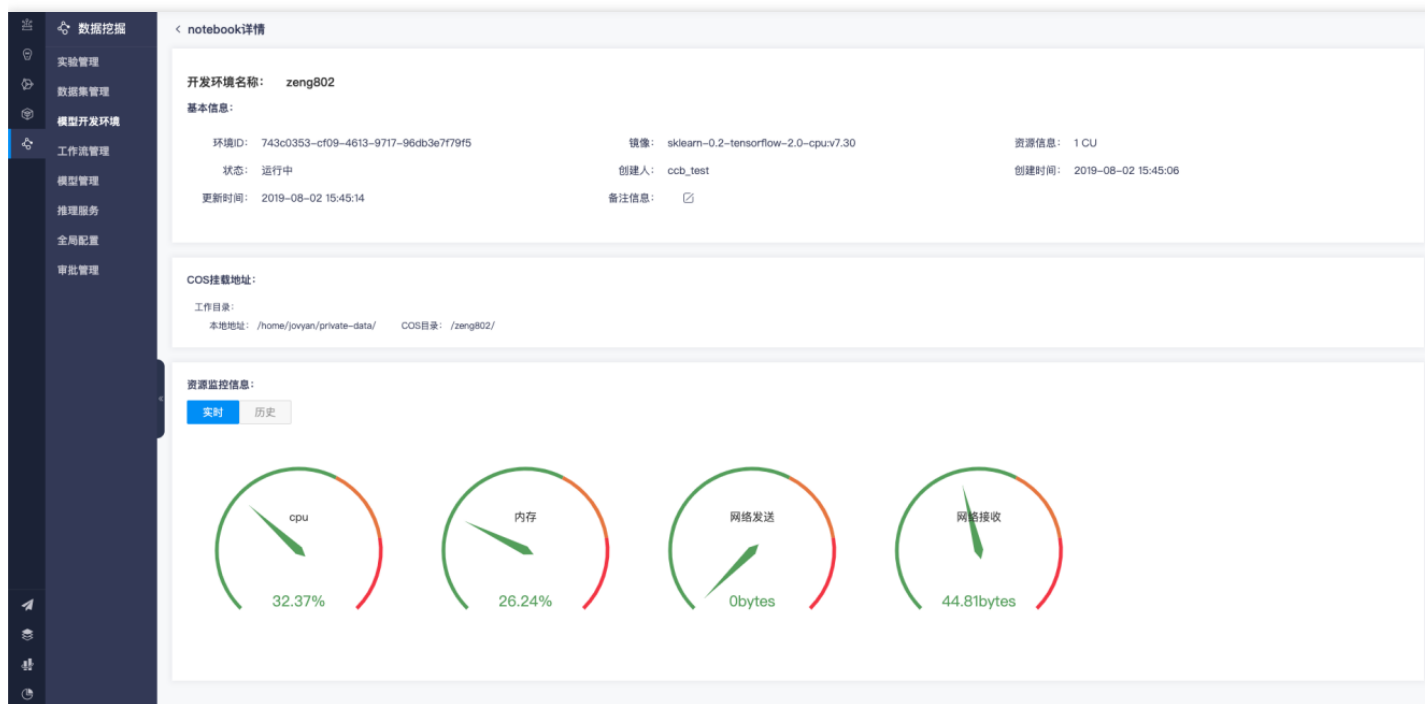 数据挖掘
实验管理
数据集管理
模型开发环境
工作流管理
模型管理
推理服务
全局配置
审批管理
< notebook详情
开发环境名称： zeng802
基本信息：
环境ID： 743c0353-cf09-4613-9717-96db3e7f79f5 镜像： sklearn-0.2-tensorflow-2.0-cpu:v7.30 资源信息： 1 CU
状态： 运行中 创建人： ccb_test 创建时间： 2019-08-02 15:45:06
更新时间： 2019-08-02 15:45:14 备注信息：
COS挂载地址：
工作目录：
本地地址： /home/jovyan/private-data/ COS目录： /zeng802/
资源监控信息：
实时 历史
cpu 内存 网络发送 网络接收
32.37% 26.24% 0bytes 44.81bytes